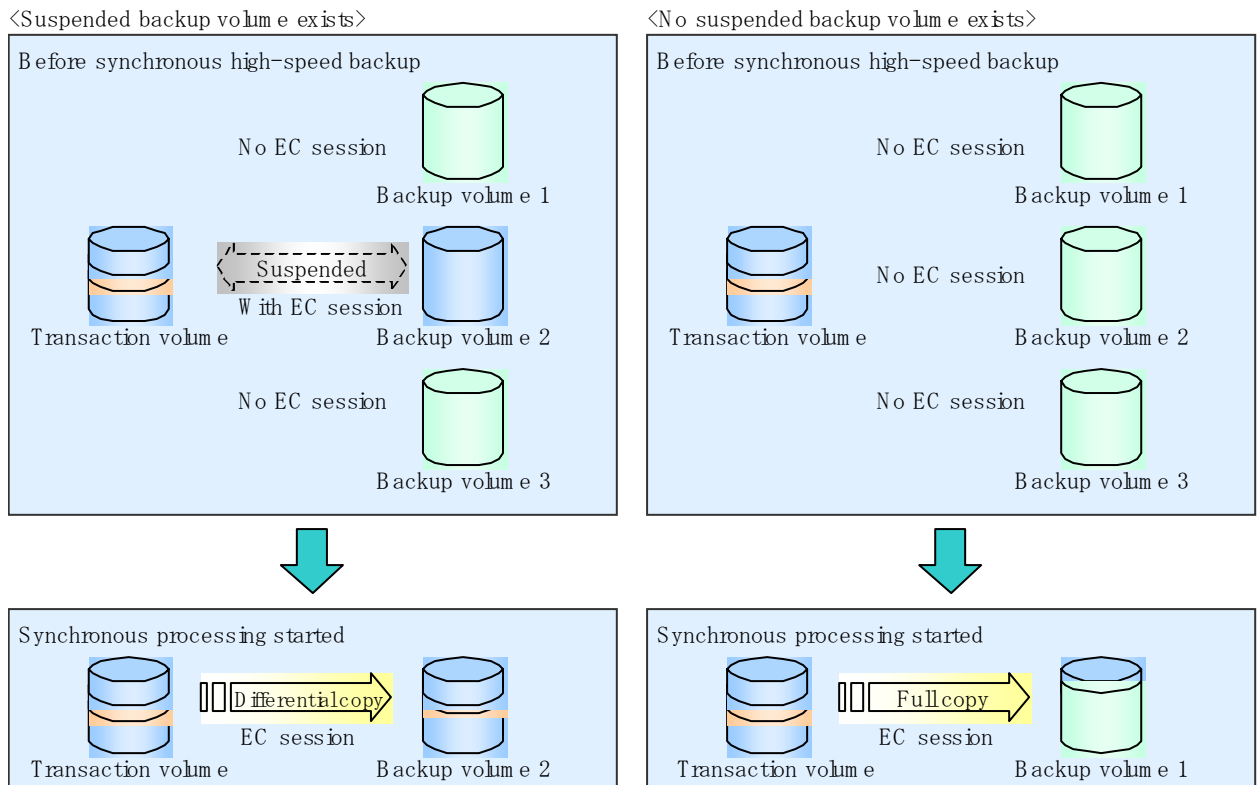 <Suspended backup volume exists>
Before synchronous high-speed backup
No EC session
Backup volume 1
Suspended
With EC session
Transaction volume
Backup volume 2
No EC session
Backup volume 3
Synchronous processing started
Differential copy
EC session
Transaction volume
Backup volume 2
<No suspended backup volume exists>
Before synchronous high-speed backup
No EC session
Backup volume 1
No EC session
Transaction volume
Backup volume 2
No EC session
Backup volume 3
Synchronous processing started
Full copy
EC session
Transaction volume
Backup volume 1